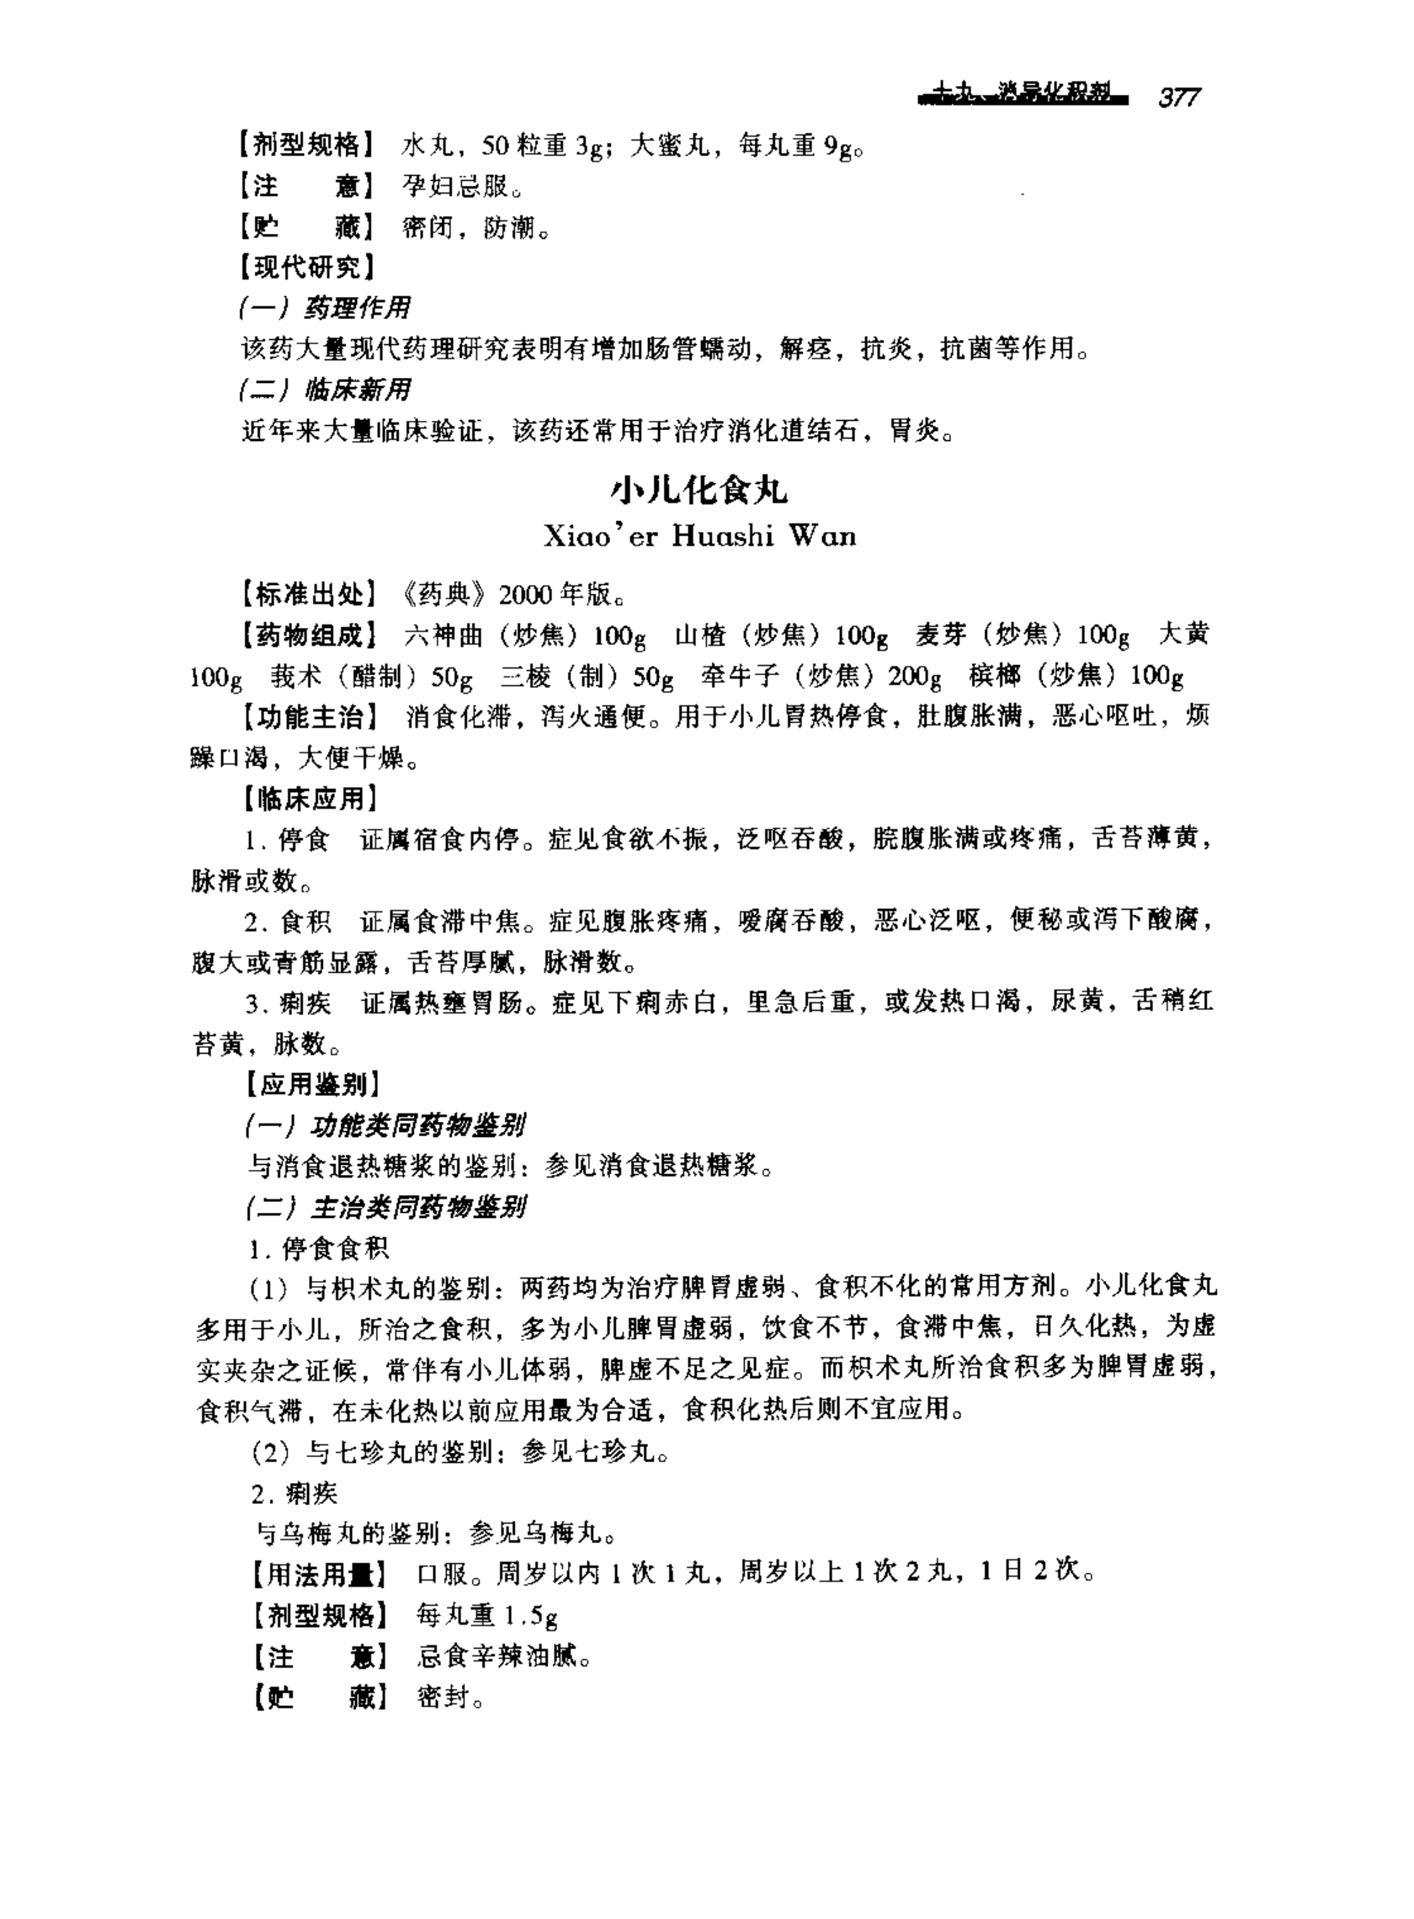 十九、消导化积剂 377
【剂型规格】 水丸，50粒重3g；大蜜丸，每丸重9g。
【注　　意】 孕妇忌服。
【贮　　藏】 密闭，防潮。
【现代研究】
（一）药理作用
该药大量现代药理研究表明有增加肠管蠕动，解痉，抗炎，抗菌等作用。
（二）临床新用
近年来大量临床验证，该药还常用于治疗消化道结石，胃炎。
小儿化食丸
Xiao'er Huashi Wan
【标准出处】《药典》2000年版。
【药物组成】 六神曲（炒焦）100g　山楂（炒焦）100g　麦芽（炒焦）100g　大黄
100g　莪术（醋制）50g　三棱（制）50g　牵牛子（炒焦）200g　槟榔（炒焦）100g
【功能主治】 消食化滞，泻火通便。用于小儿胃热停食，肚腹胀满，恶心呕吐，烦
躁口渴，大便干燥。
【临床应用】
1. 停食　证属宿食内停。症见食欲不振，泛呕吞酸，脘腹胀满或疼痛，舌苔薄黄，
脉滑或数。
2. 食积　证属食滞中焦。症见腹胀疼痛，嗳腐吞酸，恶心泛呕，便秘或泻下酸腐，
腹大或青筋显露，舌苔厚腻，脉滑数。
3. 痢疾　证属热壅胃肠。症见下痢赤白，里急后重，或发热口渴，尿黄，舌稍红
苔黄，脉数。
【应用鉴别】
（一）功能类同药物鉴别
与消食退热糖浆的鉴别：参见消食退热糖浆。
（二）主治类同药物鉴别
1. 停食食积
（1）与枳术丸的鉴别：两药均为治疗脾胃虚弱、食积不化的常用方剂。小儿化食丸
多用于小儿，所治之食积，多为小儿脾胃虚弱，饮食不节，食滞中焦，日久化热，为虚
实夹杂之证候，常伴有小儿体弱，脾虚不足之见症。而枳术丸所治食积多为脾胃虚弱，
食积气滞，在未化热以前应用最为合适，食积化热后则不宜应用。
（2）与七珍丸的鉴别：参见七珍丸。
2. 痢疾
与乌梅丸的鉴别：参见乌梅丸。
【用法用量】 口服。周岁以内1次1丸，周岁以上1次2丸，1日2次。
【剂型规格】 每丸重1.5g
【注　　意】 忌食辛辣油腻。
【贮　　藏】 密封。